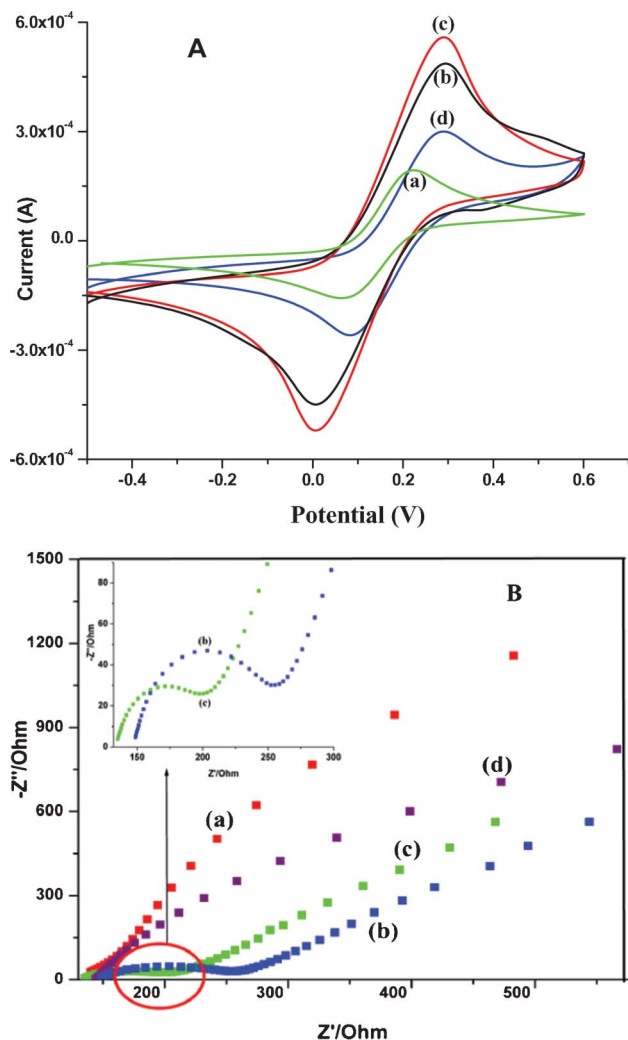 A
6.0x10⁻⁴
3.0x10⁻⁴
0.0
-3.0x10⁻⁴
-6.0x10⁻⁴
Current (A)
(c)
(b)
(d)
(a)
-0.4 -0.2 0.0 0.2 0.4 0.6
Potential (V)
B
1500
1200
900
600
300
0
-Z''/Ohm
80
60
40
20
0
-Z''/Ohm
(b)
(c)
150 200 250 300
Z'/Ohm
(a)
(d)
(c)
(b)
200 300 400 500
Z'/Ohm